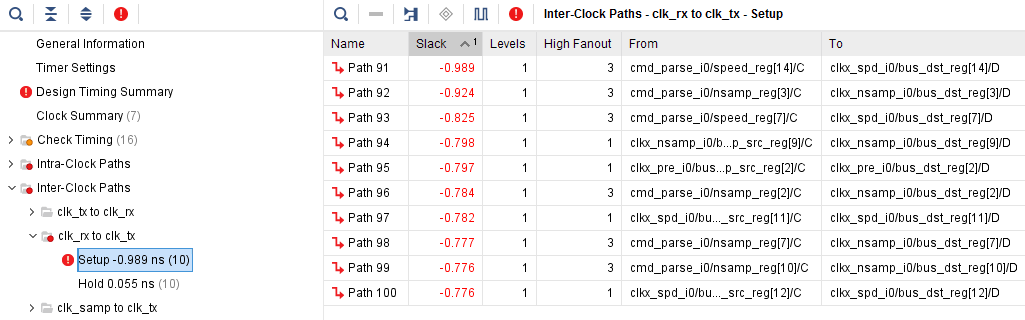 General Information
Timer Settings
Design Timing Summary
Clock Summary (7)
Check Timing (16)
Intra-Clock Paths
Inter-Clock Paths
clk_tx to clk_rx
clk_rx to clk_tx
Setup -0.989 ns (10)
Hold 0.055 ns (10)
clk_samp to clk_tx
Inter-Clock Paths - clk_rx to clk_tx - Setup
Name Slack 1 Levels High Fanout From To
Path 91 -0.989 1 3 cmd_parse_i0/speed_reg[14]/C clkx_spd_i0/bus_dst_reg[14]/D
Path 92 -0.924 1 3 cmd_parse_i0/nsamp_reg[3]/C clkx_nsamp_i0/bus_dst_reg[3]/D
Path 93 -0.825 1 3 cmd_parse_i0/speed_reg[7]/C clkx_spd_i0/bus_dst_reg[7]/D
Path 94 -0.798 1 1 clkx_nsamp_i0/b...p_src_reg[9]/C clkx_nsamp_i0/bus_dst_reg[9]/D
Path 95 -0.797 1 1 clkx_pre_i0/bus..._src_reg[2]/C clkx_pre_i0/bus_dst_reg[2]/D
Path 96 -0.784 1 3 cmd_parse_i0/nsamp_reg[2]/C clkx_nsamp_i0/bus_dst_reg[2]/D
Path 97 -0.782 1 1 clkx_spd_i0/bu..._src_reg[11]/C clkx_spd_i0/bus_dst_reg[11]/D
Path 98 -0.777 1 3 cmd_parse_i0/nsamp_reg[7]/C clkx_nsamp_i0/bus_dst_reg[7]/D
Path 99 -0.776 1 3 cmd_parse_i0/nsamp_reg[10]/C clkx_nsamp_i0/bus_dst_reg[10]/D
Path 100 -0.776 1 1 clkx_spd_i0/bu..._src_reg[12]/C clkx_spd_i0/bus_dst_reg[12]/D